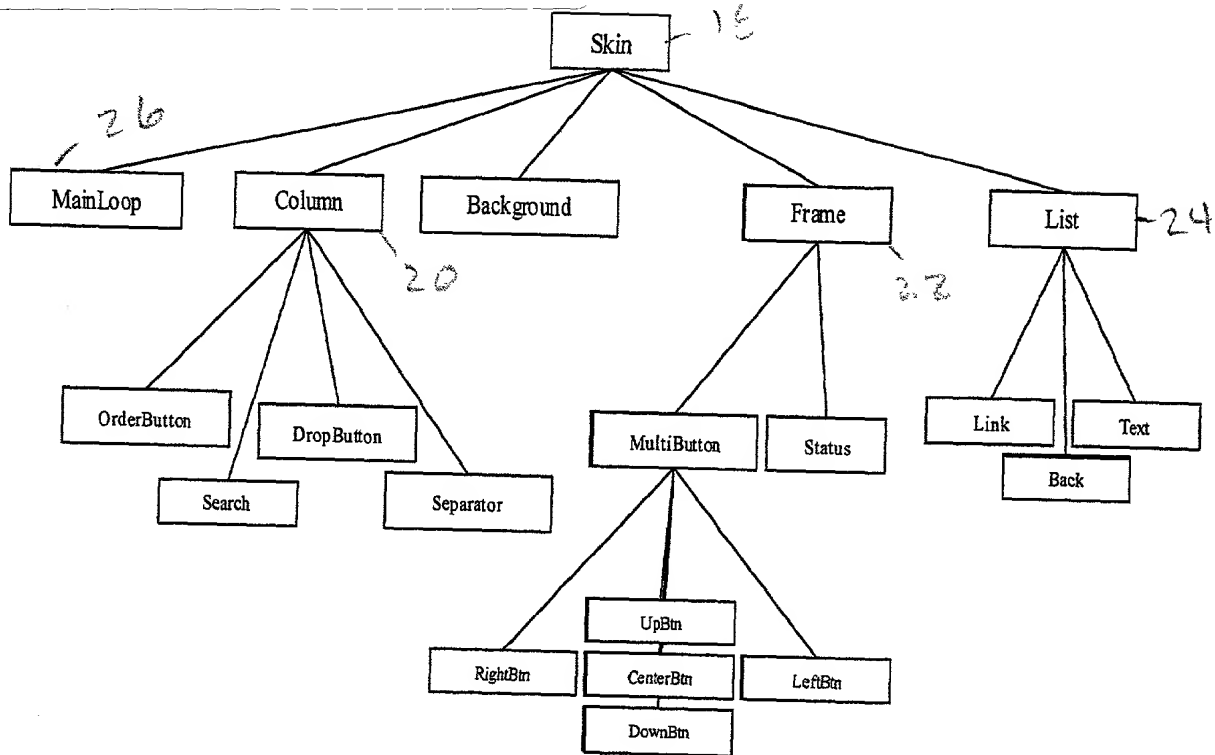 Skin
26
MainLoop
Column
Background
Frame
List
24
20
22
OrderButton
DropButton
Search
Separator
MultiButton
Status
Link
Text
Back
UpBtn
RightBtn
CenterBtn
LeftBtn
DownBtn